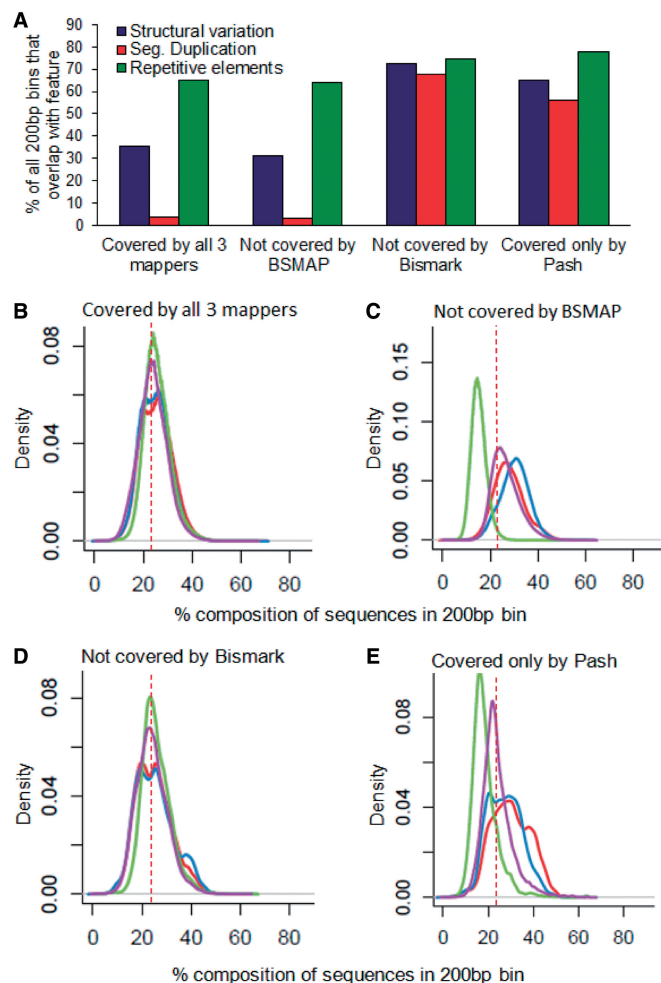 A
% of all 200bp bins that
overlap with feature
90
80
70
60
50
40
30
20
10
0
Structural variation
Seg. Duplication
Repetitive elements
Covered by all 3
mappers
Not covered by
BSMAP
Not covered by
Bismark
Covered only by
Pash
B
Covered by all 3 mappers
Density
0.08
0.04
0.00
0 20 40 60 80
C
Not covered by BSMAP
Density
0.15
0.10
0.05
0.00
0 20 40 60 80
% composition of sequences in 200bp bin
D
Not covered by Bismark
Density
0.08
0.04
0.00
0 20 40 60 80
E
Covered only by Pash
Density
0.08
0.04
0.00
0 20 40 60 80
% composition of sequences in 200bp bin